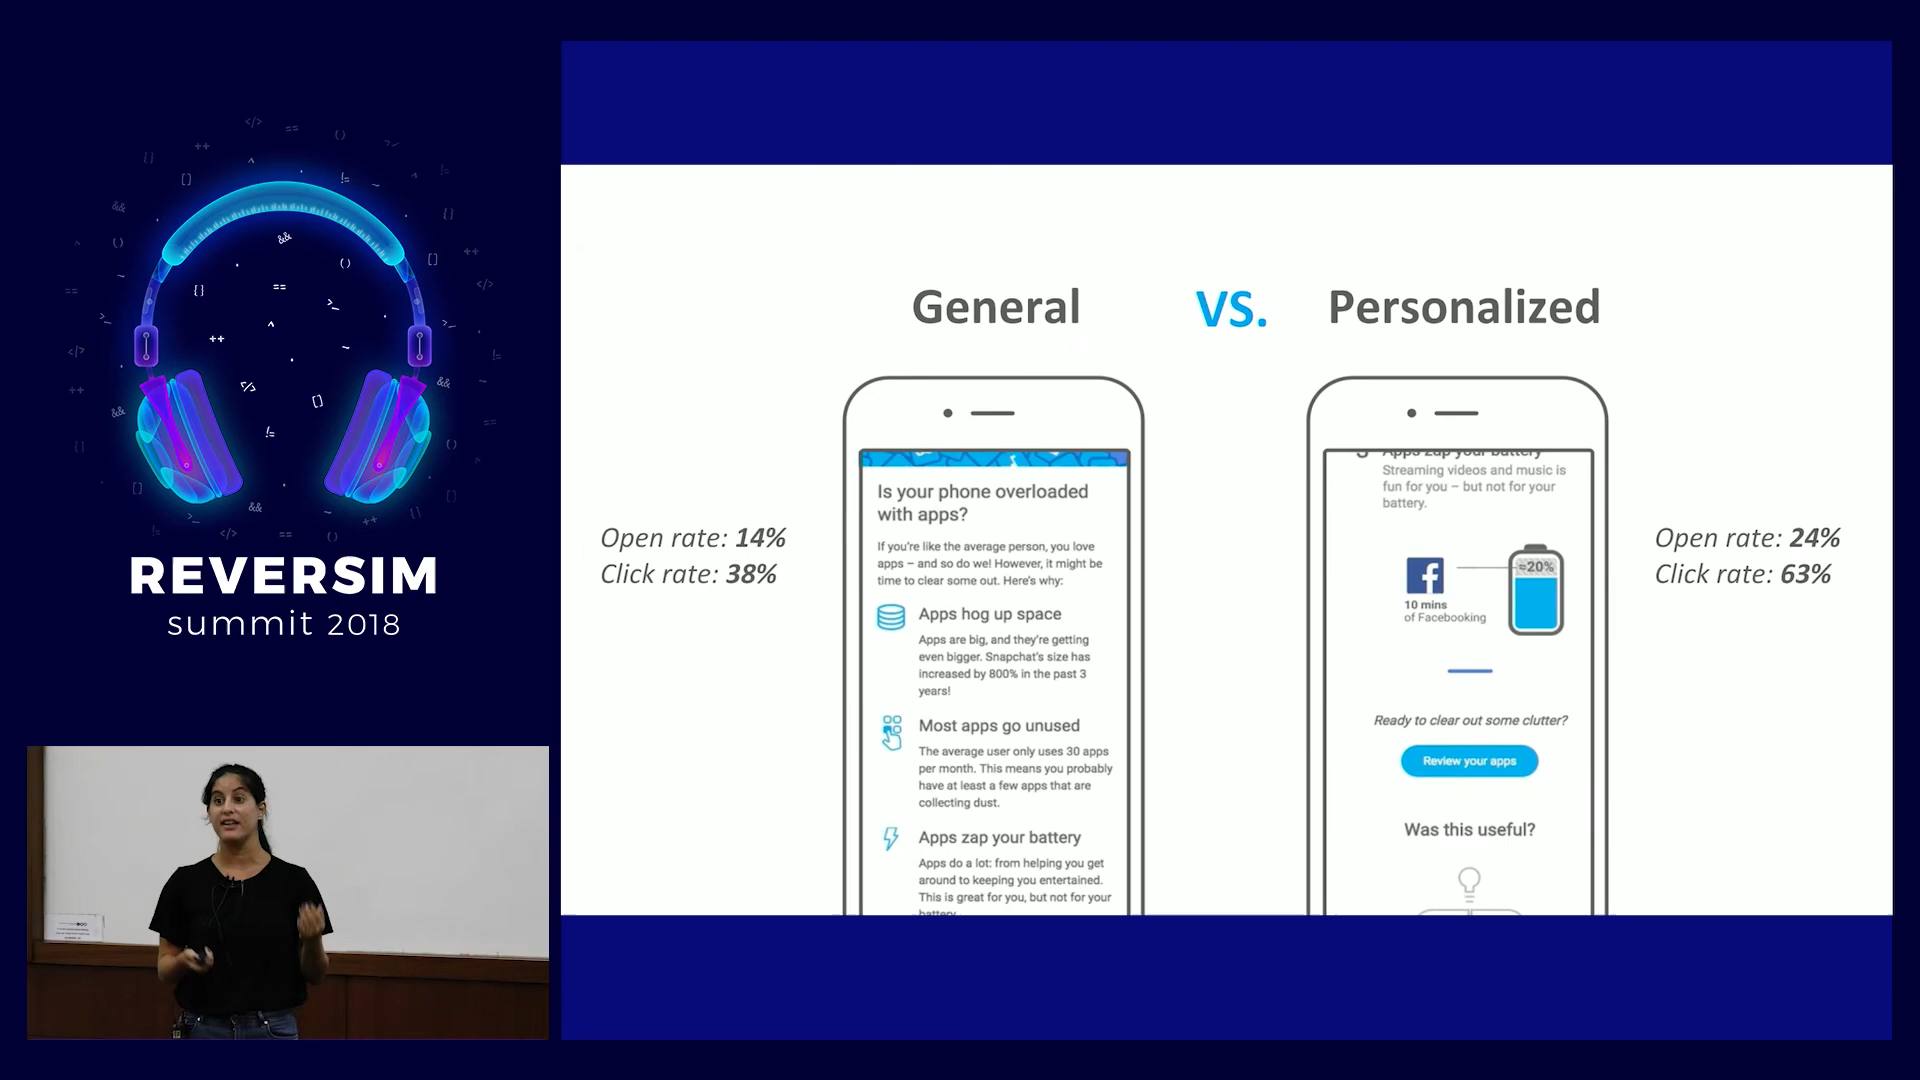 REVERSIM
summit 2018
General VS. Personalized
Open rate: 14%
Click rate: 38%
Is your phone overloaded
with apps?
If you're like the average person, you love
apps – and so do we! However, it might be
time to clear some out. Here's why:
Apps hog up space
Apps are big, and they're getting
even bigger. Snapchat's size has
increased by 800% in the past 3
years!
Most apps go unused
The average user only uses 30 apps
per month. This means you probably
have at least a few apps that are
collecting dust.
Apps zap your battery
Apps do a lot: from helping you get
around to keeping you entertained.
This is great for you, but not for your
battery.
Apps zap your battery
Streaming videos and music is
fun for you – but not for your
battery.
≈20%
10 mins
of Facebooking
Ready to clear out some clutter?
Review your apps
Was this useful?
Open rate: 24%
Click rate: 63%